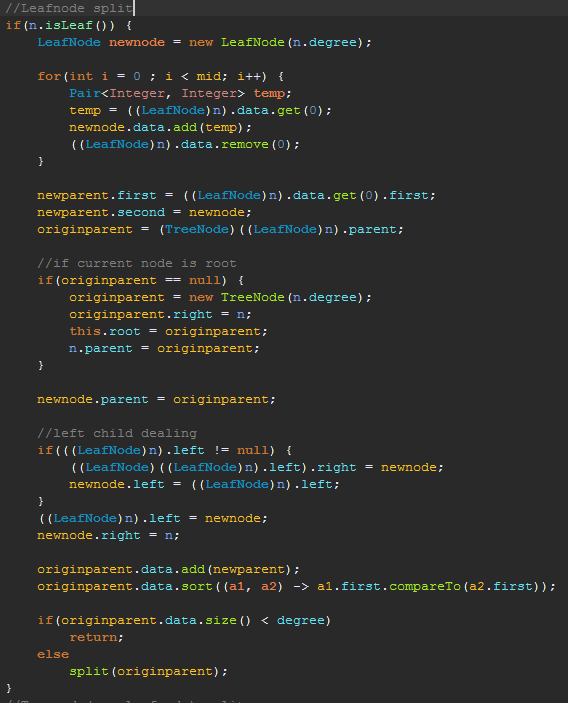 //Leafnode split
if(n.isLeaf()) {
LeafNode newnode = new LeafNode(n.degree);
for(int i = 0 ; i < mid; i++) {
Pair<Integer, Integer> temp;
temp = ((LeafNode)n).data.get(0);
newnode.data.add(temp);
((LeafNode)n).data.remove(0);
}
newparent.first = ((LeafNode)n).data.get(0).first;
newparent.second = newnode;
originparent = (TreeNode)((LeafNode)n).parent;
//if current node is root
if(originparent == null) {
originparent = new TreeNode(n.degree);
originparent.right = n;
this.root = originparent;
n.parent = originparent;
}
newnode.parent = originparent;
//left child dealing
if(((LeafNode)n).left != null) {
((LeafNode)((LeafNode)n).left).right = newnode;
newnode.left = ((LeafNode)n).left;
}
((LeafNode)n).left = newnode;
newnode.right = n;
originparent.data.add(newparent);
originparent.data.sort((a1, a2) -> a1.first.compareTo(a2.first));
if(originparent.data.size() < degree)
return;
else
split(originparent);
}